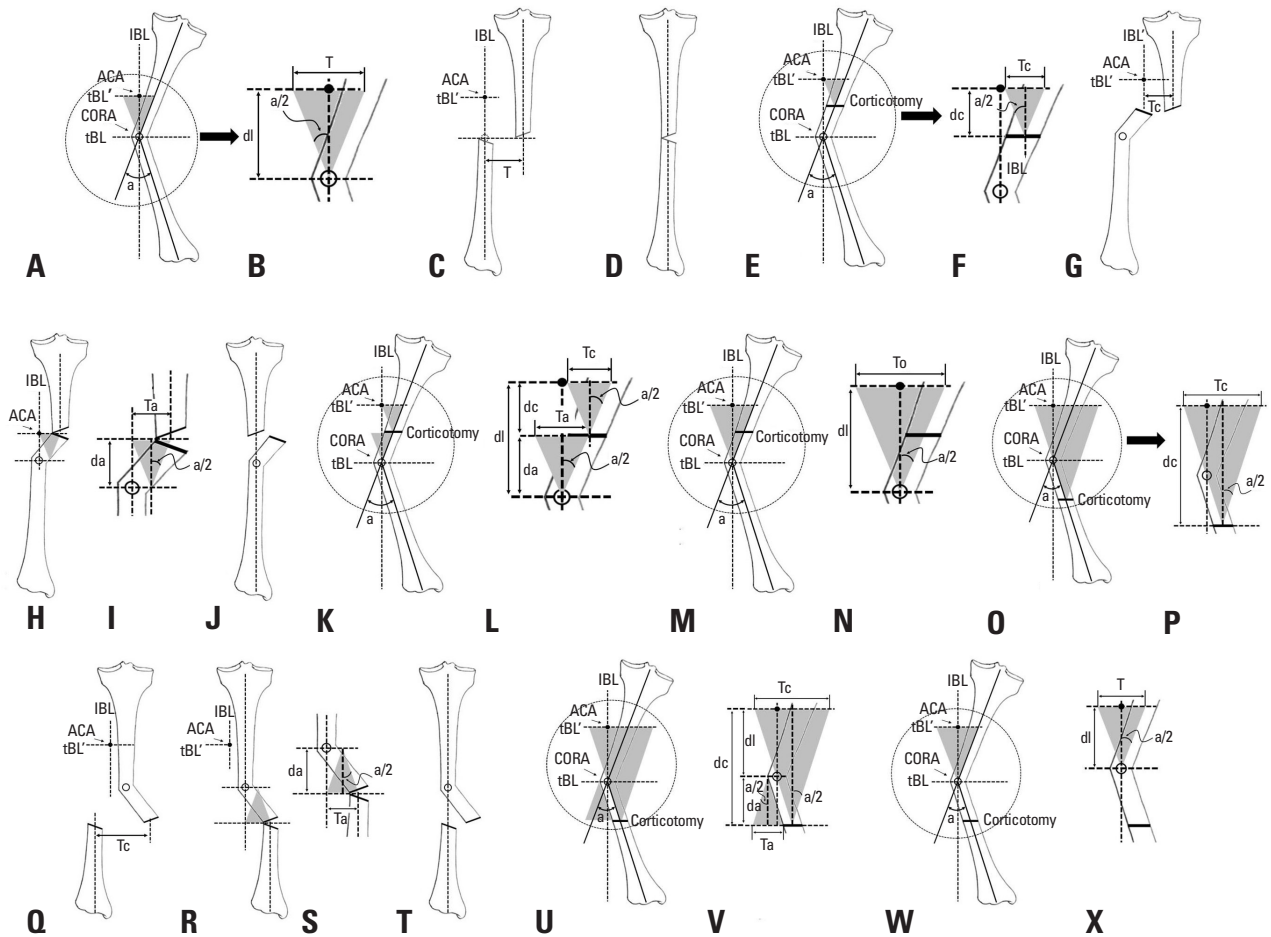 IBL
ACA
tBL'
CORA
tBL
a
A
T
a/2
dl
B
IBL
ACA
tBL'
T
C
D
IBL
ACA
tBL'
Corticotomy
CORA
tBL
a
E
Tc
a/2
dc
IBL
F
IBL'
ACA
tBL'
Tc
G
IBL
ACA
H
Ta
da
a/2
I
J
IBL
ACA
tBL'
Corticotomy
CORA
tBL
a
K
Tc
a/2
dc
Ta
dl
da
a/2
L
IBL
ACA
tBL'
Corticotomy
CORA
tBL
a
M
To
dl
a/2
N
IBL
ACA
tBL'
CORA
tBL
a
Corticotomy
O
Tc
dc
a/2
P
IBL
ACA
tBL'
Tc
Q
IBL
ACA
tBL'
R
da
a/2
Ta
S
T
IBL
ACA
tBL'
CORA
tBL
a
Corticotomy
U
Tc
dl
dc
a/2
da
a/2
Ta
V
IBL
ACA
tBL'
CORA
tBL
a
Corticotomy
W
T
dl
a/2
X